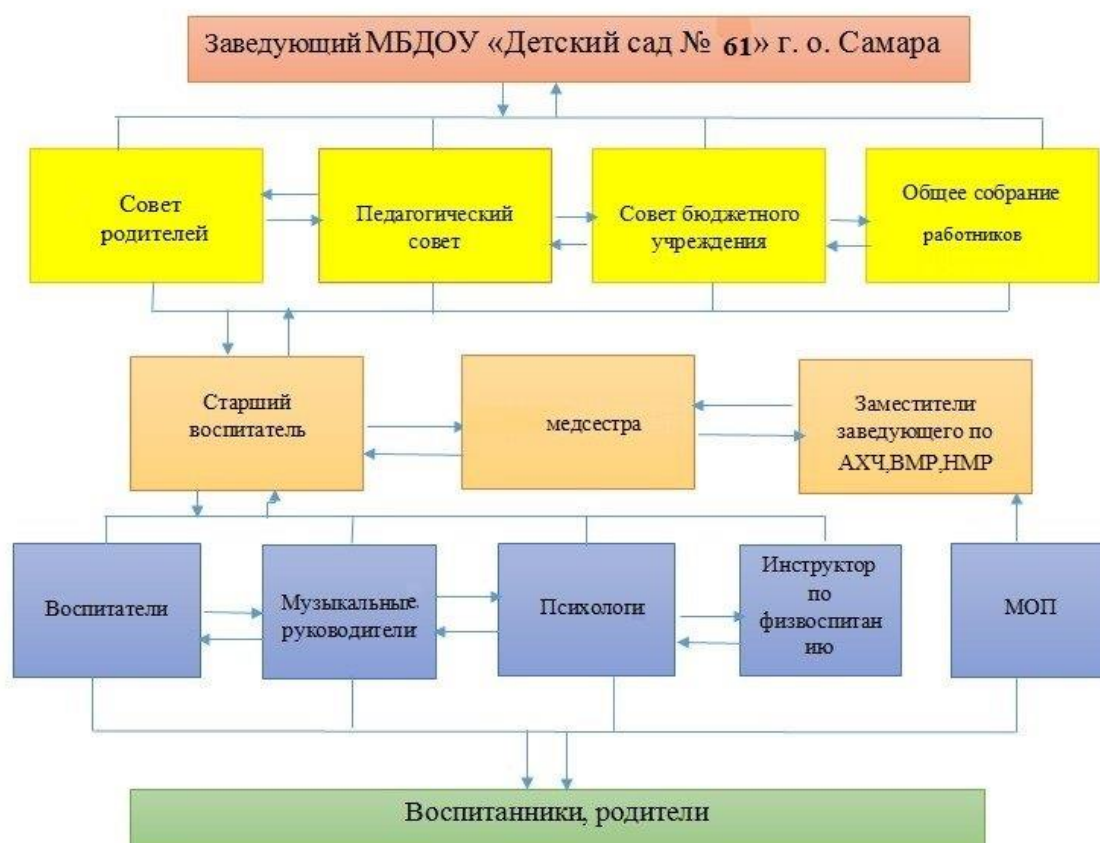 Заведующий МБДОУ «Детский сад № 61» г. о. Самара
Совет
родителей
Педагогический
совет
Совет бюджетного
учреждения
Общее собрание
работников
Старший
воспитатель
медсестра
Заместители
заведующего по
АХЧ,ВМР,НМР
Воспитатели
Музыкальные.
руководители
Психологи
Инструктор
по
физвоспитан
ию
МОП
Воспитанники, родители